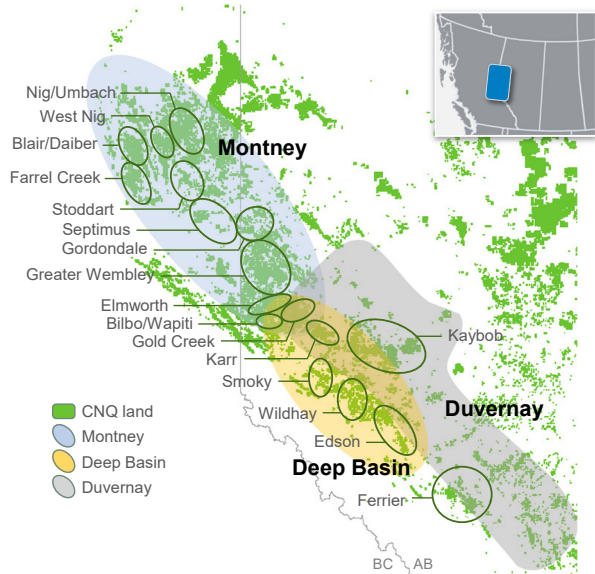 Nig/Umbach
West Nig
Blair/Daiber
Montney
Farrel Creek
Stoddart
Septimus
Gordondale
Greater Wembley
Elmworth
Bilbo/Wapiti
Gold Creek
Kaybob
Karr
Smoky
CNQ land
Wildhay
Duvernay
Montney
Edson
Deep Basin
Deep Basin
Duvernay
Ferrier
BC
AB